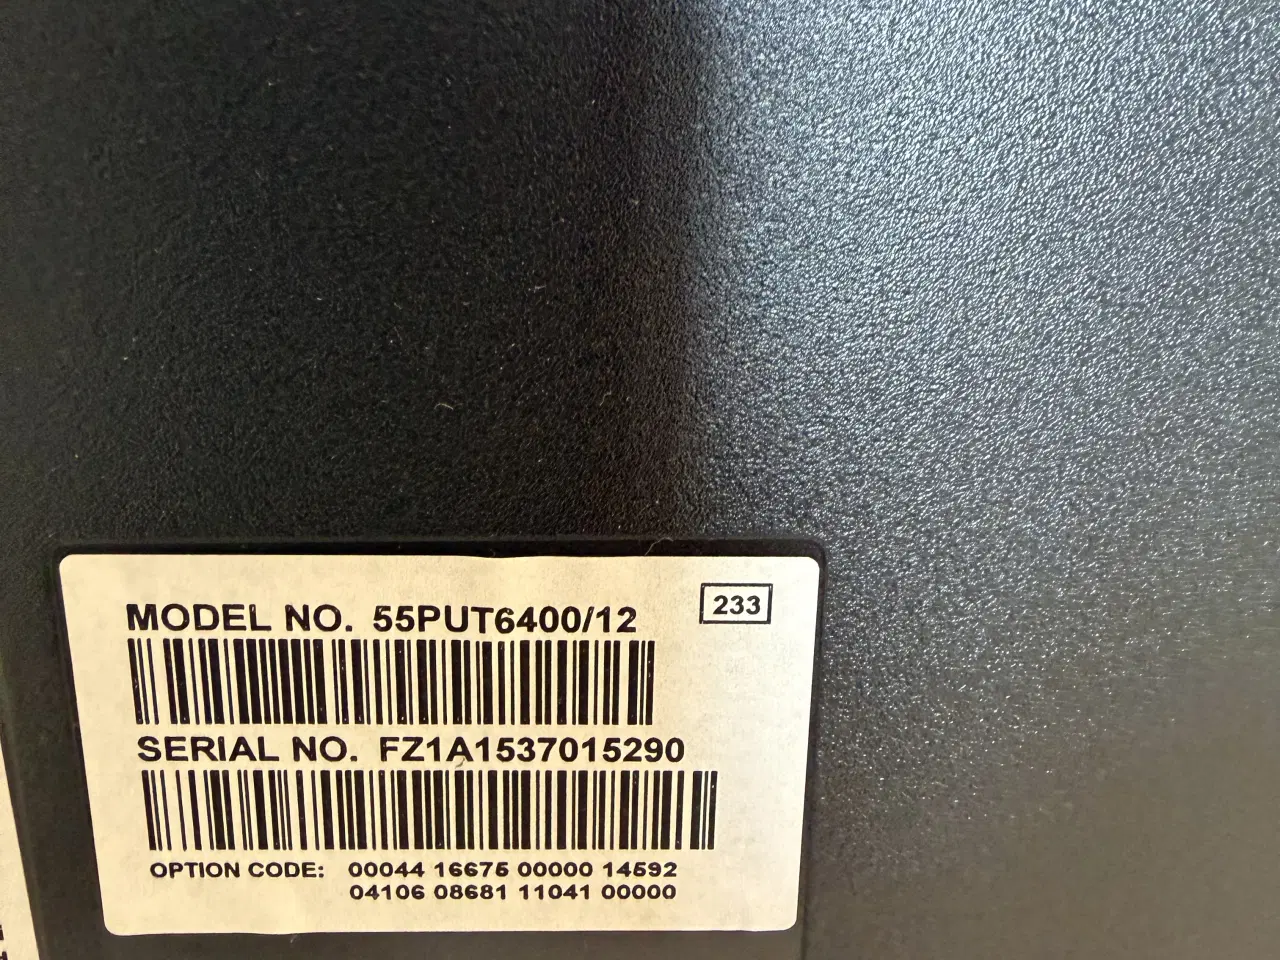 MODEL NO. 55PUT6400/12
233
SERIAL NO. FZ1A1537015290
OPTION CODE: 00044 16675 00000 14592
04106 08681 11041 00000